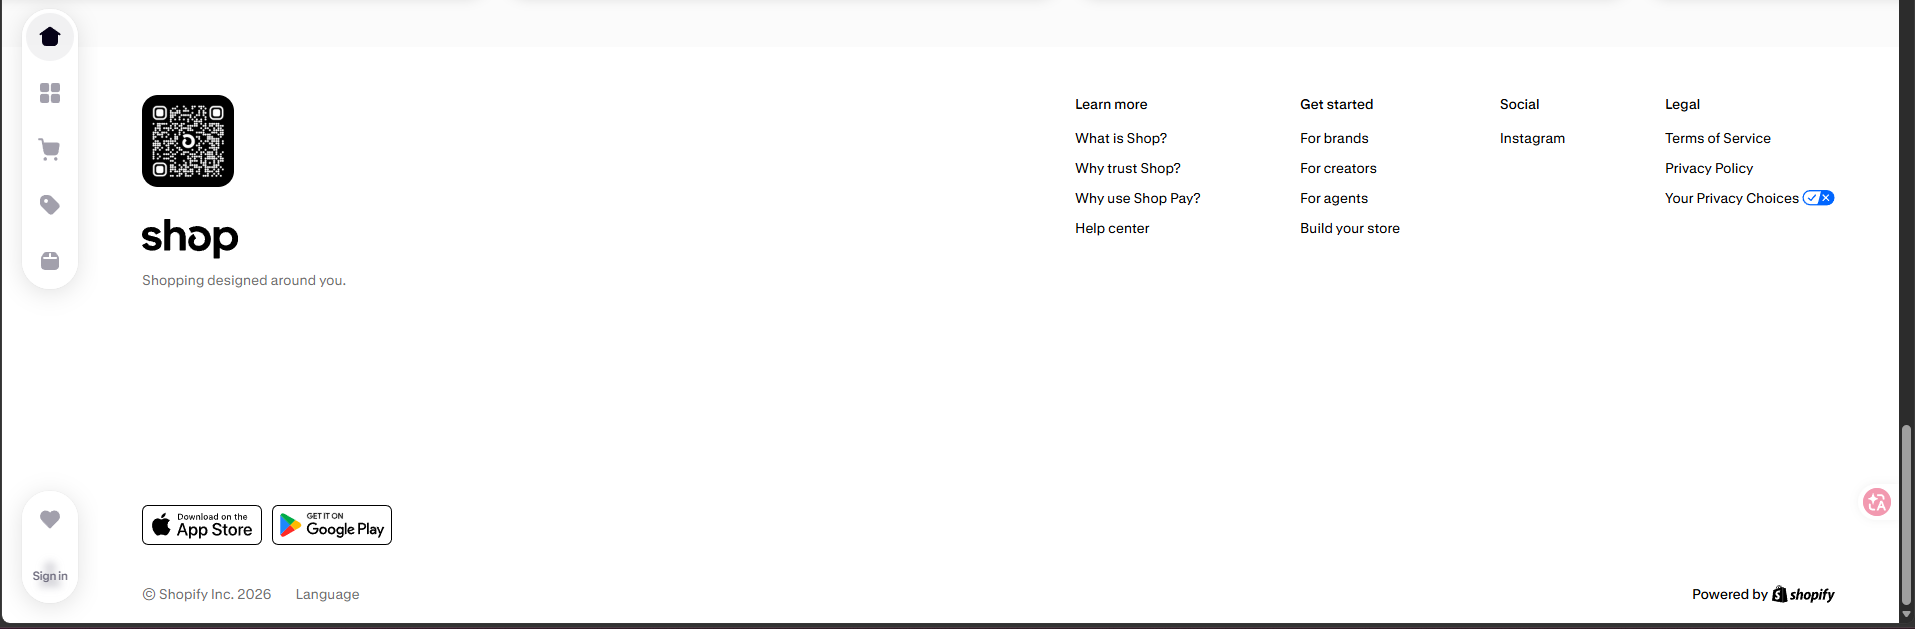 shop
Shopping designed around you.
Learn more
What is Shop?
Why trust Shop?
Why use Shop Pay?
Help center
Get started
For brands
For creators
For agents
Build your store
Social
Instagram
Legal
Terms of Service
Privacy Policy
Your Privacy Choices
Sign in
Download on the
App Store
GET IT ON
Google Play
© Shopify Inc. 2026
Language
Powered by shopify